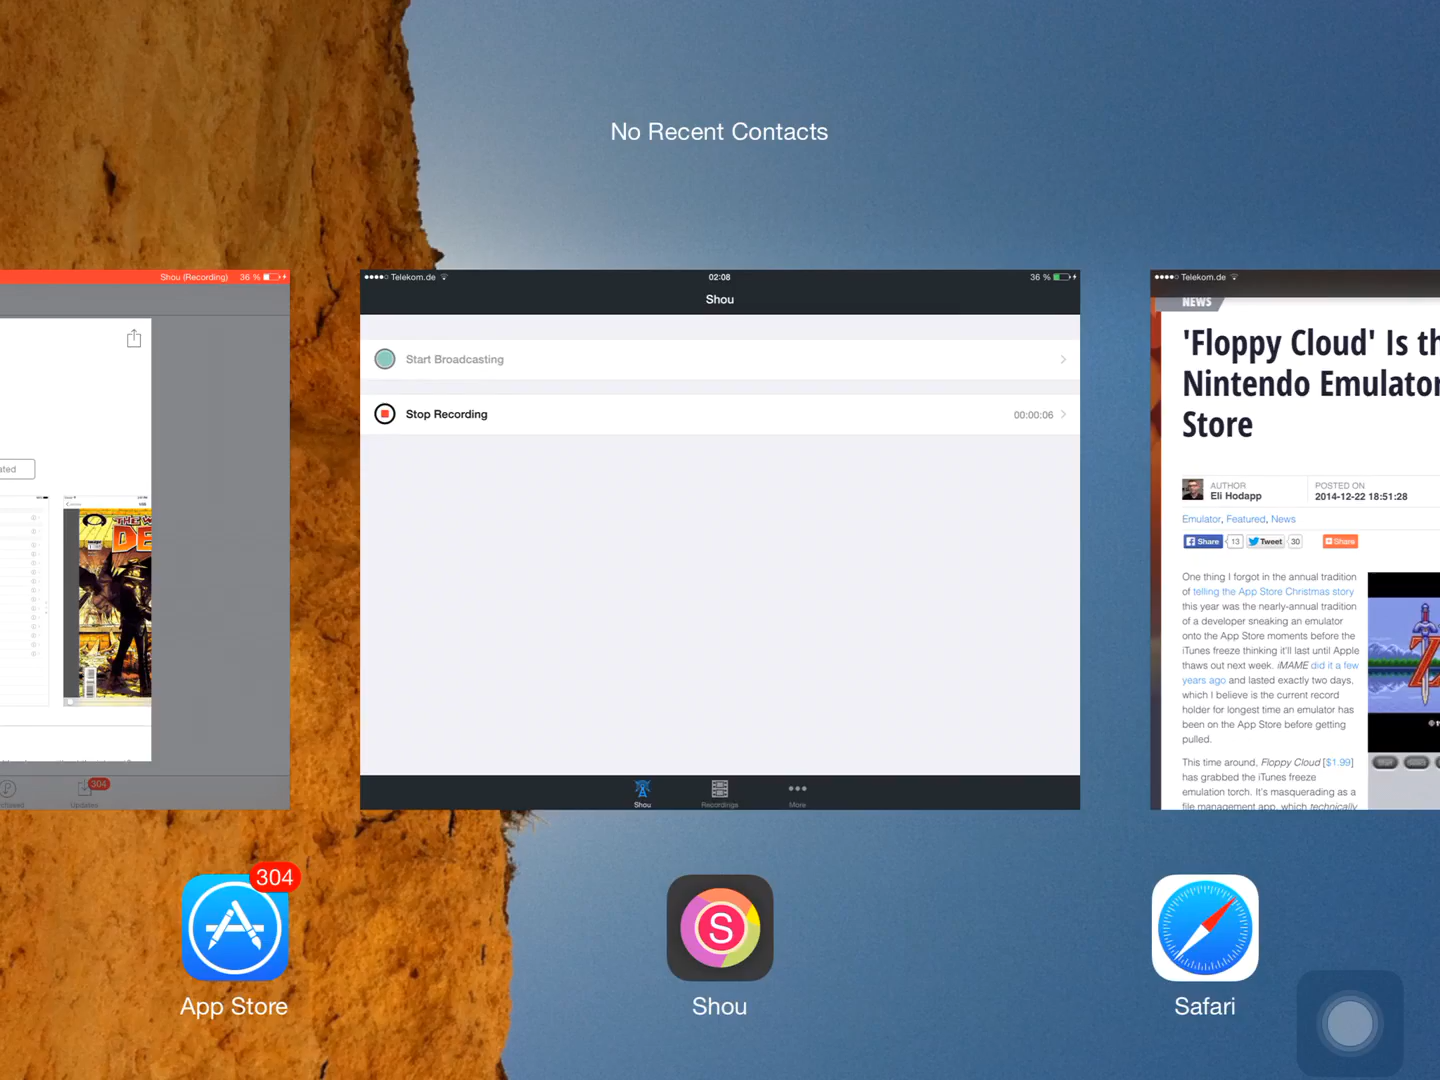 No Recent Contacts
Shou (Recording) 36 %
ated
THE W
DE
304
Updates
Telekom.de
02:08
36 %
Shou
Start Broadcasting
Stop Recording
00:00:06
Shou
Recordings
More
Telekom.de
NEWS
'Floppy Cloud' Is th
Nintendo Emulator
Store
AUTHOR
Eli Hodapp
POSTED ON
2014-12-22 18:51:28
Emulator, Featured, News
Share 13 Tweet 30 Share
One thing I forgot in the annual tradition
of telling the App Store Christmas story
this year was the nearly-annual tradition
of a developer sneaking an emulator
onto the App Store moments before the
iTunes freeze thinking it'll last until Apple
thaws out next week. iMAME did it a few
years ago and lasted exactly two days,
which I believe is the current record
holder for longest time an emulator has
been on the App Store before getting
pulled.
This time around, Floppy Cloud [$1.99]
has grabbed the iTunes freeze
emulation torch. It's masquerading as a
file management app, which technically
304
App Store
S
Shou
Safari